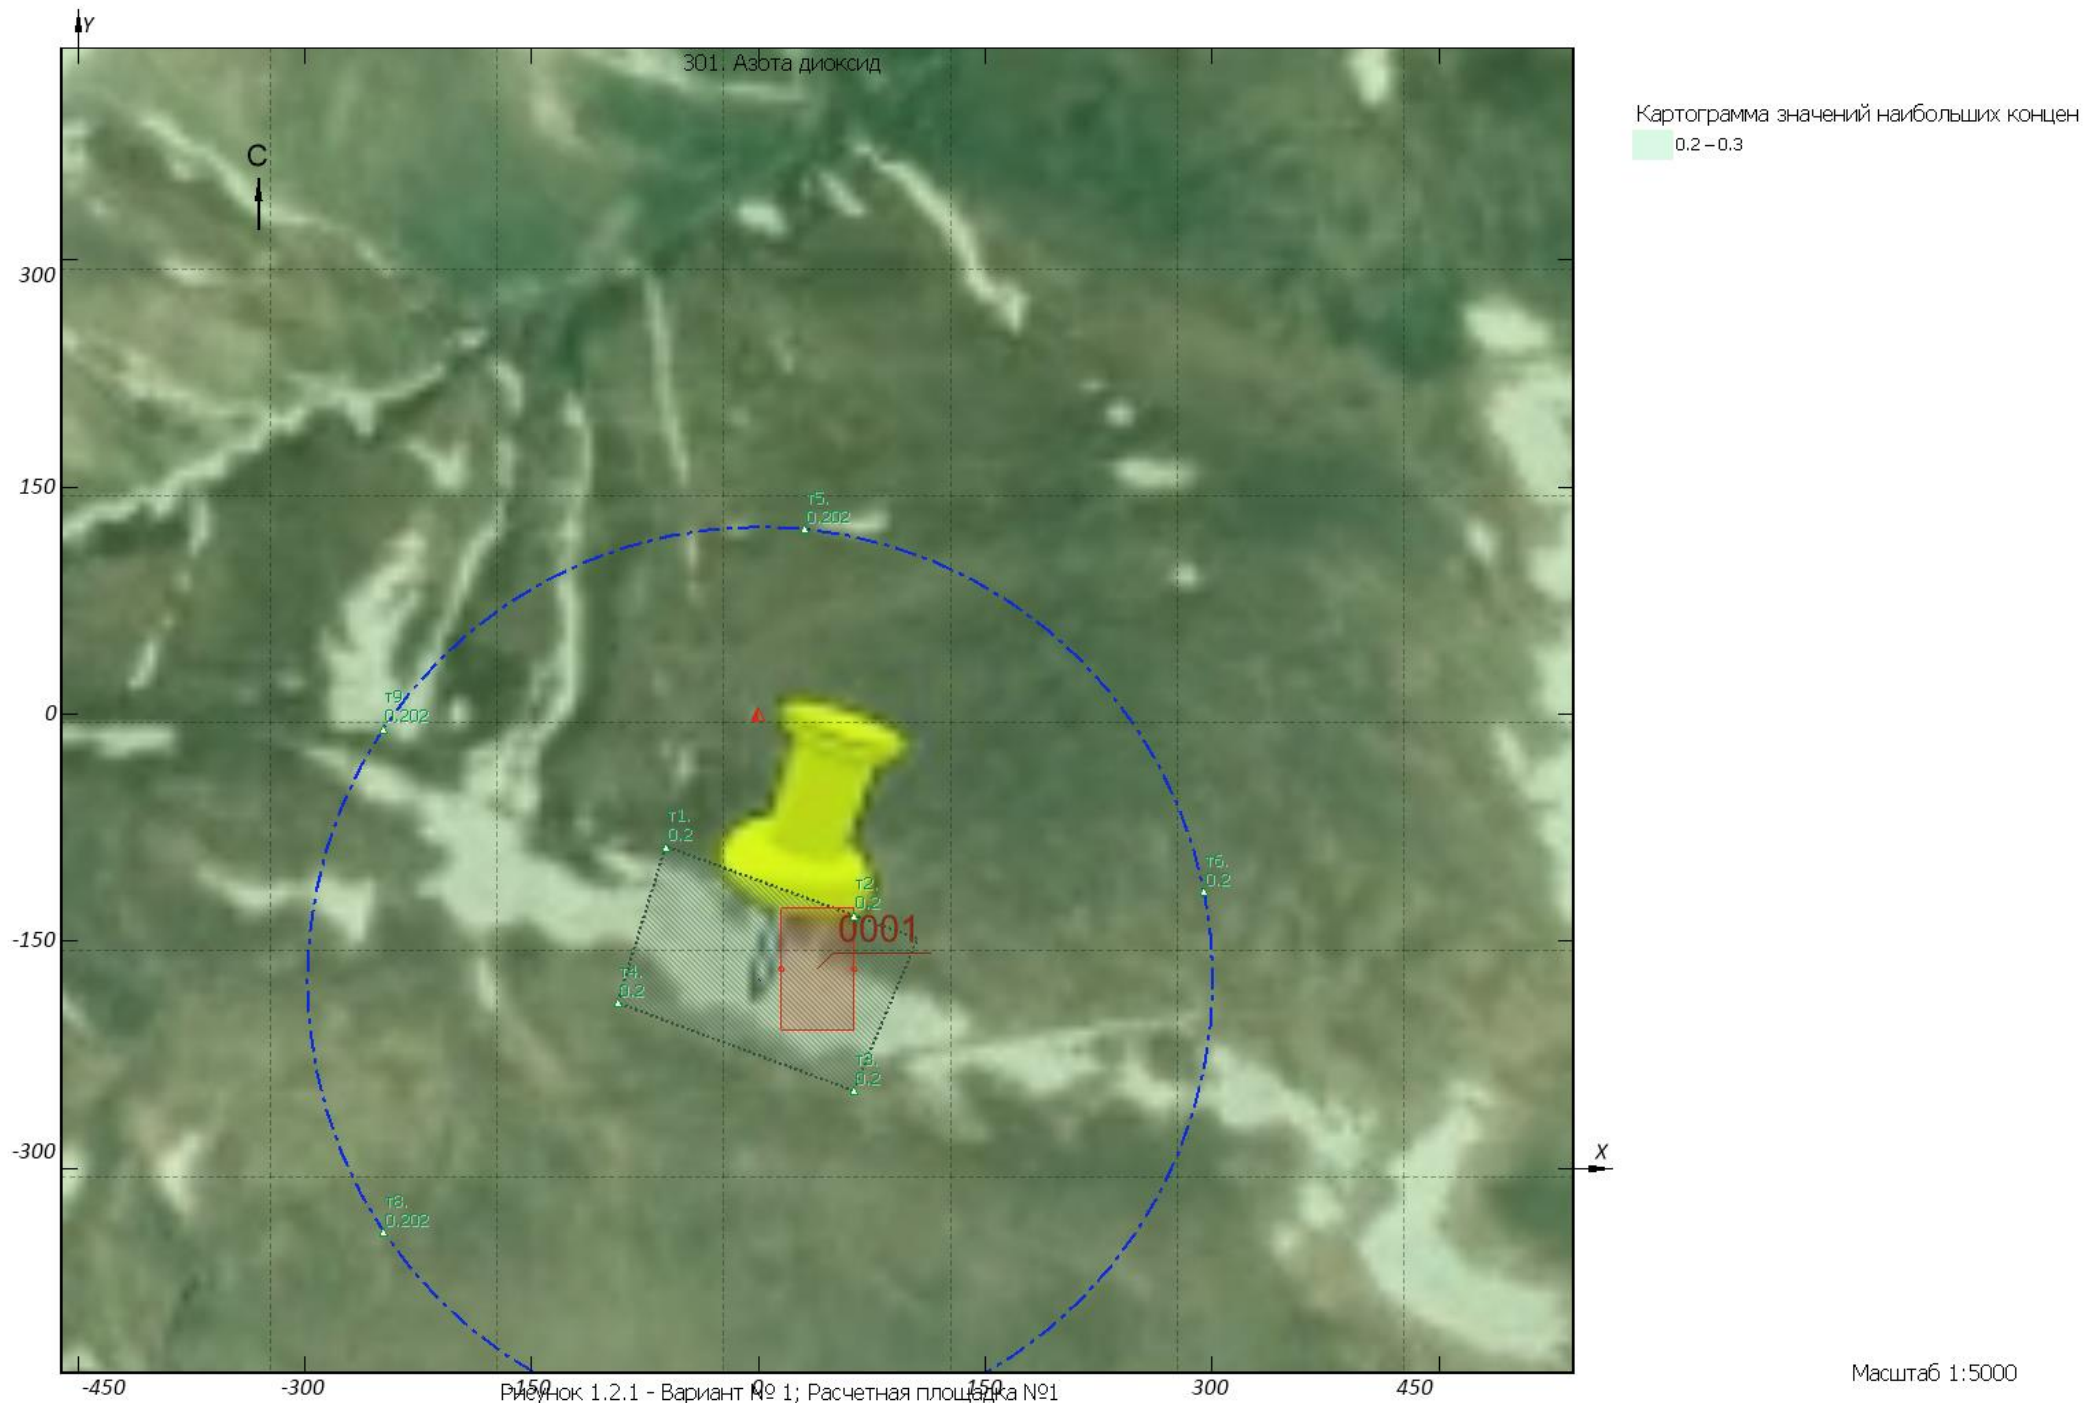 Y
301. Азота диоксид
Картограмма значений наибольших концен
0.2 – 0.3
С
300
150
т5.
0.202
т9.
0.202
0
т1.
0.2
т6.
0.2
т2.
0.2
0001
-150
т4.
0.2
т3.
0.2
-300
X
т8.
0.202
Масштаб 1:5000
-450
-300
-150
0
150
300
450
Рисунок 1.2.1 - Вариант № 1; Расчетная площадка №1